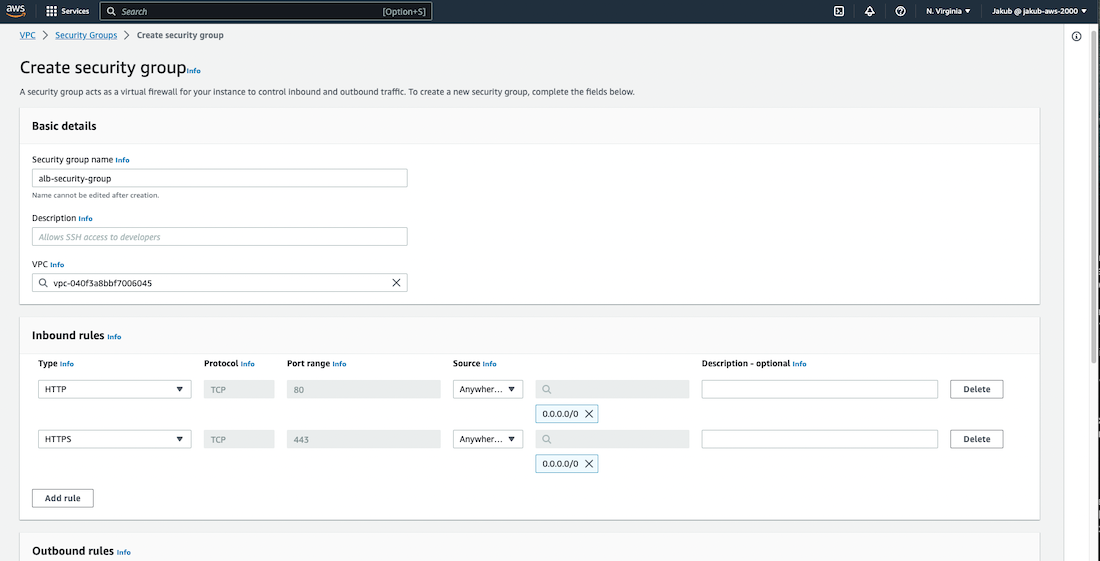 aws Services Search [Option+S] N. Virginia Jakub @ jakub-aws-2000
VPC Security Groups Create security group
Create security group Info
A security group acts as a virtual firewall for your instance to control inbound and outbound traffic. To create a new security group, complete the fields below.
Basic details
Security group name Info
alb-security-group
Name cannot be edited after creation.
Description Info
Allows SSH access to developers
VPC Info
vpc-040f3a8bbf7006045
Inbound rules Info
Type Info Protocol Info Port range Info Source Info Description - optional Info
HTTP TCP 80 Anywher... Delete
0.0.0.0/0
HTTPS TCP 443 Anywher... Delete
0.0.0.0/0
Add rule
Outbound rules Info